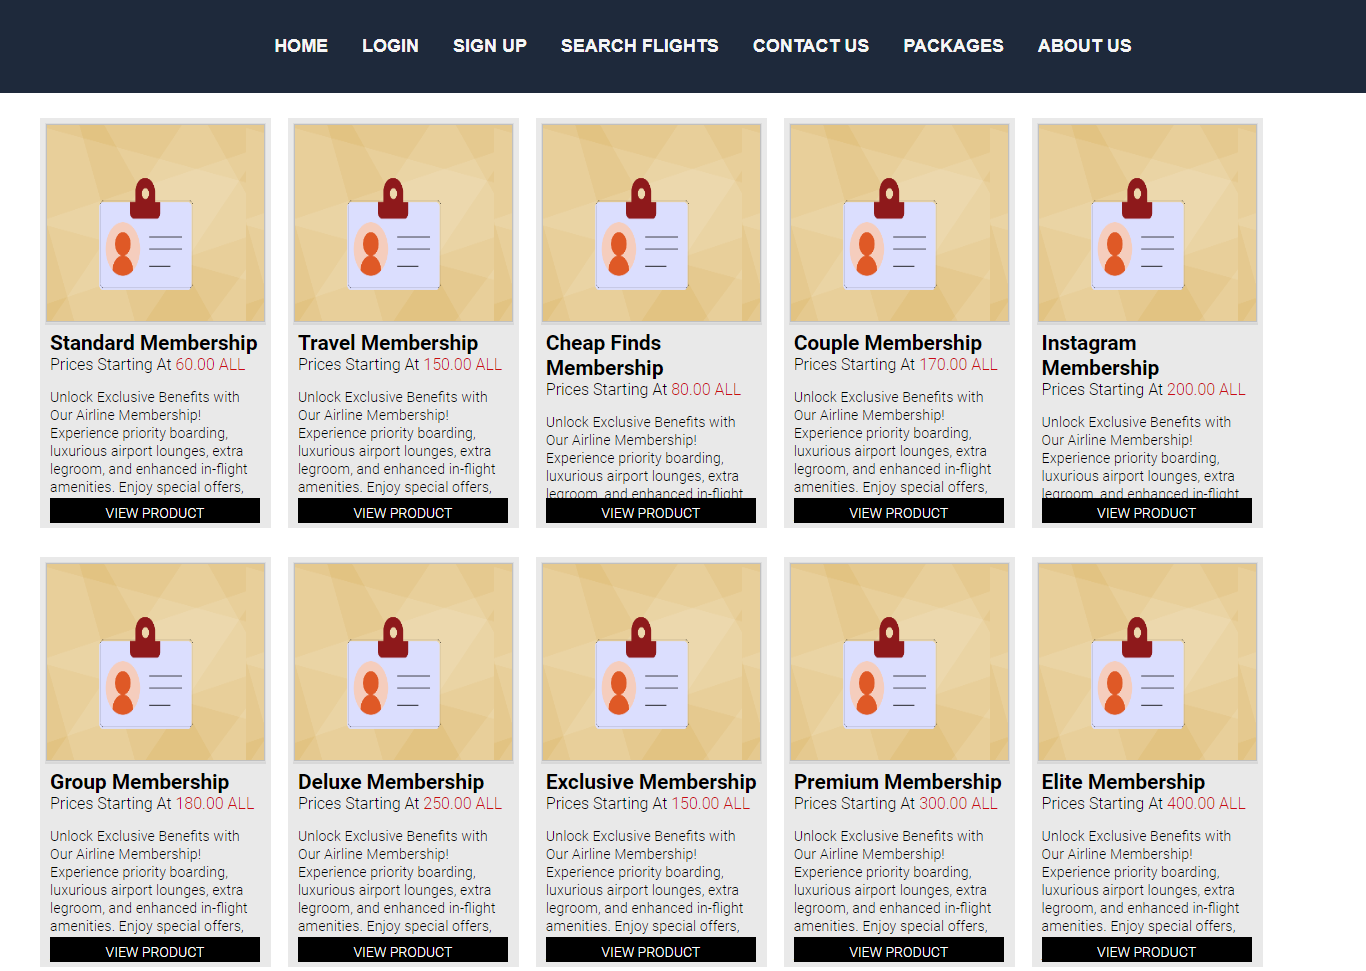 HOME LOGIN SIGN UP SEARCH FLIGHTS CONTACT US PACKAGES ABOUT US
Standard Membership
Prices Starting At 60.00 ALL
Unlock Exclusive Benefits with
Our Airline Membership!
Experience priority boarding,
luxurious airport lounges, extra
legroom, and enhanced in-flight
amenities. Enjoy special offers,
VIEW PRODUCT
Travel Membership
Prices Starting At 150.00 ALL
Unlock Exclusive Benefits with
Our Airline Membership!
Experience priority boarding,
luxurious airport lounges, extra
legroom, and enhanced in-flight
amenities. Enjoy special offers,
VIEW PRODUCT
Cheap Finds
Membership
Prices Starting At 80.00 ALL
Unlock Exclusive Benefits with
Our Airline Membership!
Experience priority boarding,
luxurious airport lounges, extra
legroom, and enhanced in-flight
VIEW PRODUCT
Couple Membership
Prices Starting At 170.00 ALL
Unlock Exclusive Benefits with
Our Airline Membership!
Experience priority boarding,
luxurious airport lounges, extra
legroom, and enhanced in-flight
amenities. Enjoy special offers,
VIEW PRODUCT
Instagram
Membership
Prices Starting At 200.00 ALL
Unlock Exclusive Benefits with
Our Airline Membership!
Experience priority boarding,
luxurious airport lounges, extra
legroom, and enhanced in-flight
VIEW PRODUCT
Group Membership
Prices Starting At 180.00 ALL
Unlock Exclusive Benefits with
Our Airline Membership!
Experience priority boarding,
luxurious airport lounges, extra
legroom, and enhanced in-flight
amenities. Enjoy special offers,
VIEW PRODUCT
Deluxe Membership
Prices Starting At 250.00 ALL
Unlock Exclusive Benefits with
Our Airline Membership!
Experience priority boarding,
luxurious airport lounges, extra
legroom, and enhanced in-flight
amenities. Enjoy special offers,
VIEW PRODUCT
Exclusive Membership
Prices Starting At 150.00 ALL
Unlock Exclusive Benefits with
Our Airline Membership!
Experience priority boarding,
luxurious airport lounges, extra
legroom, and enhanced in-flight
amenities. Enjoy special offers,
VIEW PRODUCT
Premium Membership
Prices Starting At 300.00 ALL
Unlock Exclusive Benefits with
Our Airline Membership!
Experience priority boarding,
luxurious airport lounges, extra
legroom, and enhanced in-flight
amenities. Enjoy special offers,
VIEW PRODUCT
Elite Membership
Prices Starting At 400.00 ALL
Unlock Exclusive Benefits with
Our Airline Membership!
Experience priority boarding,
luxurious airport lounges, extra
legroom, and enhanced in-flight
amenities. Enjoy special offers,
VIEW PRODUCT